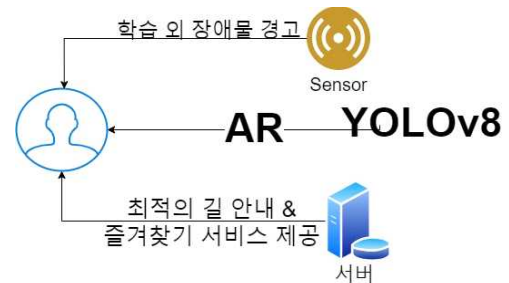 학습 외 장애물 경고
Sensor
AR
YOLOv8
최적의 길 안내 &
즐겨찾기 서비스 제공
서버